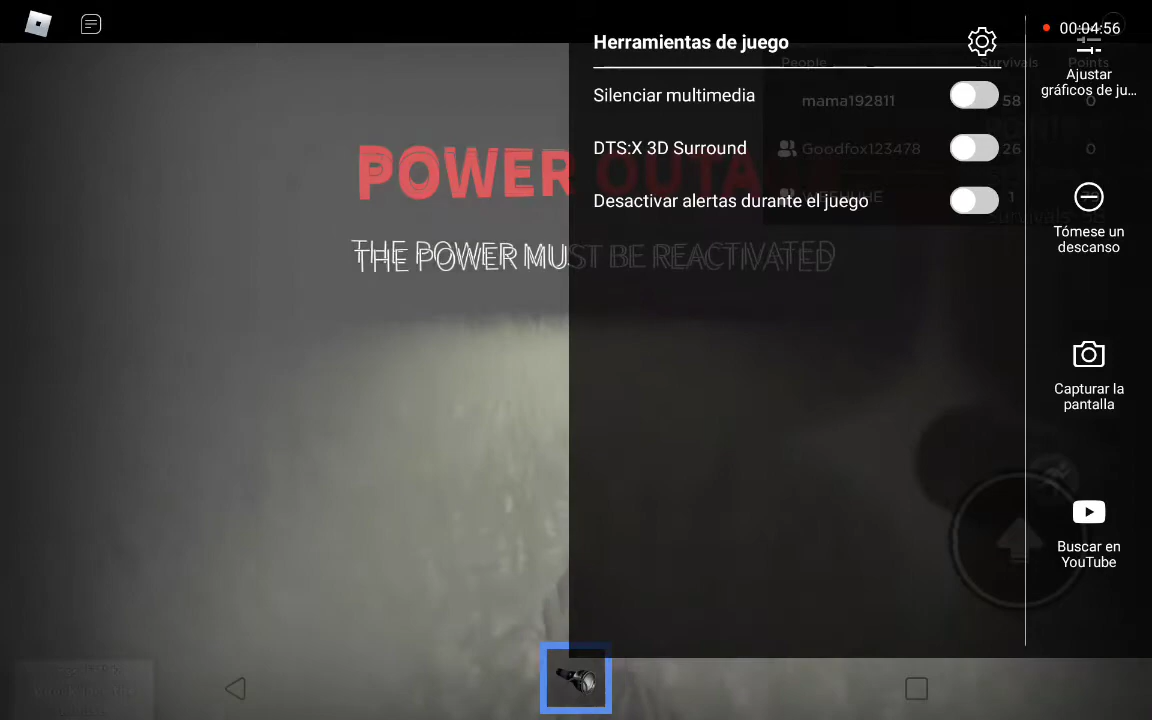 Herramientas de juego
00:04:56
Ajustar
gráficos de ju...
People
Survivals
Points
Silenciar multimedia
mama192811
58
0
POWER OUTA
DTS:X 3D Surround
Goodfox123478
26
0
Desactivar alertas durante el juego
1
THE POWER MUST BE REACTIVATED
Tómese un
descanso
Capturar la
pantalla
Buscar en
YouTube